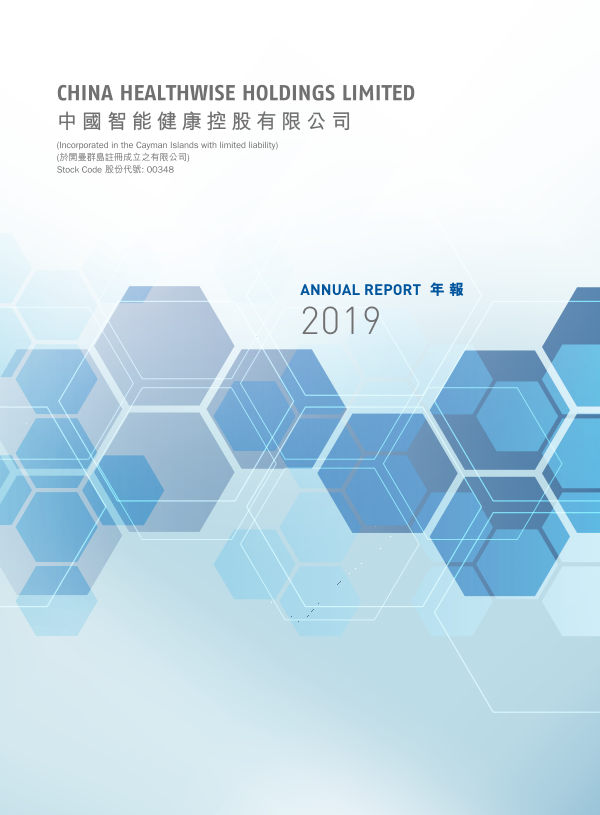 CHINA HEALTHWISE HOLDINGS LIMITED
中國智能健康控股有限公司
(Incorporated in the Cayman Islands with limited liability)
(於開曼群島註冊成立之有限公司)
Stock Code 股份代號: 00348
ANNUAL REPORT 年報
2019